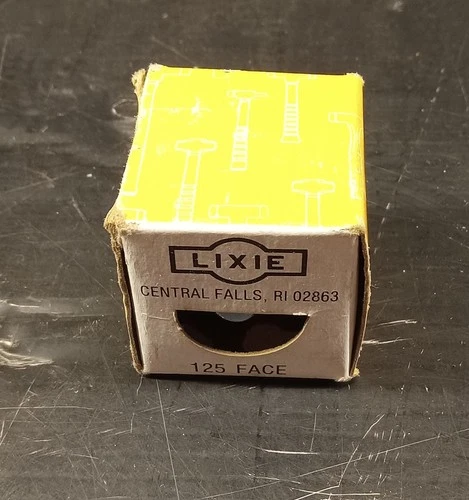 LIXIE
CENTRAL FALLS, RI 02863
125 FACE